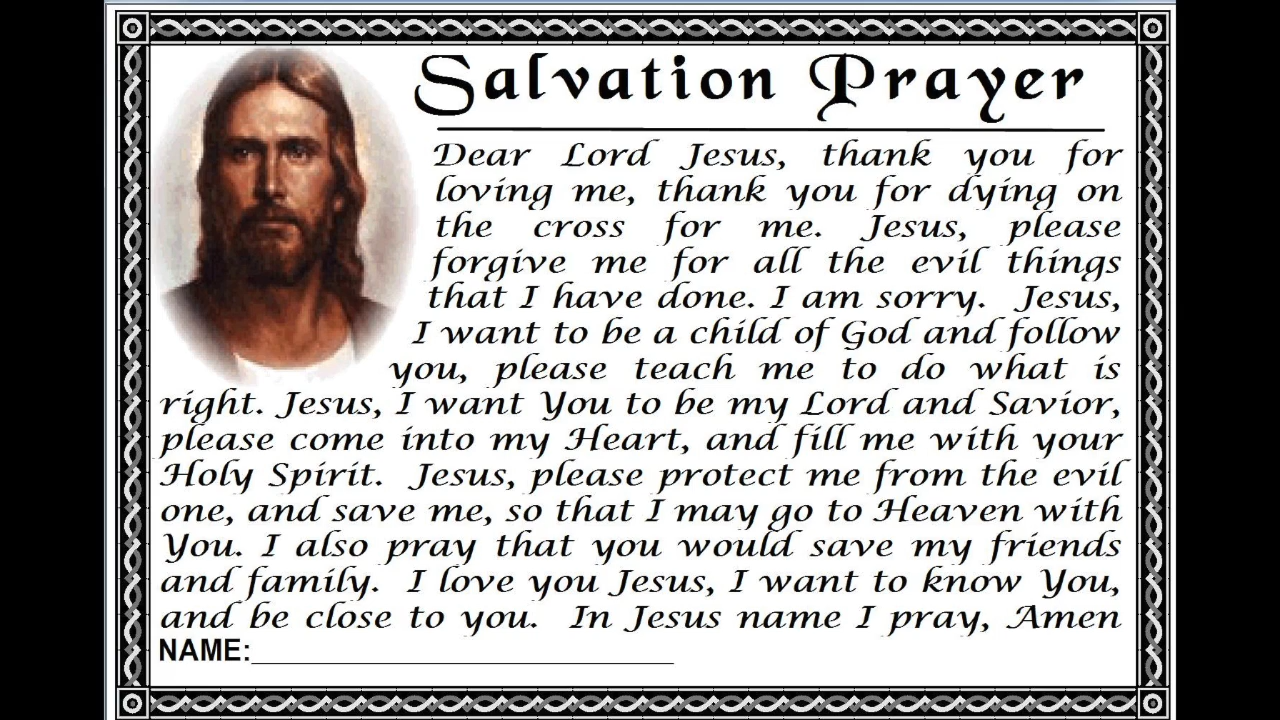 Salvation Prayer
Dear Lord Jesus, thank you for
loving me, thank you for dying on
the cross for me. Jesus, please
forgive me for all the evil things
that I have done. I am sorry. Jesus,
I want to be a child of God and follow
you, please teach me to do what is
right. Jesus, I want You to be my Lord and Savior,
please come into my Heart, and fill me with your
Holy Spirit. Jesus, please protect me from the evil
one, and save me, so that I may go to Heaven with
You. I also pray that you would save my friends
and family. I love you Jesus, I want to know You,
and be close to you. In Jesus name I pray, Amen
NAME:___________________________